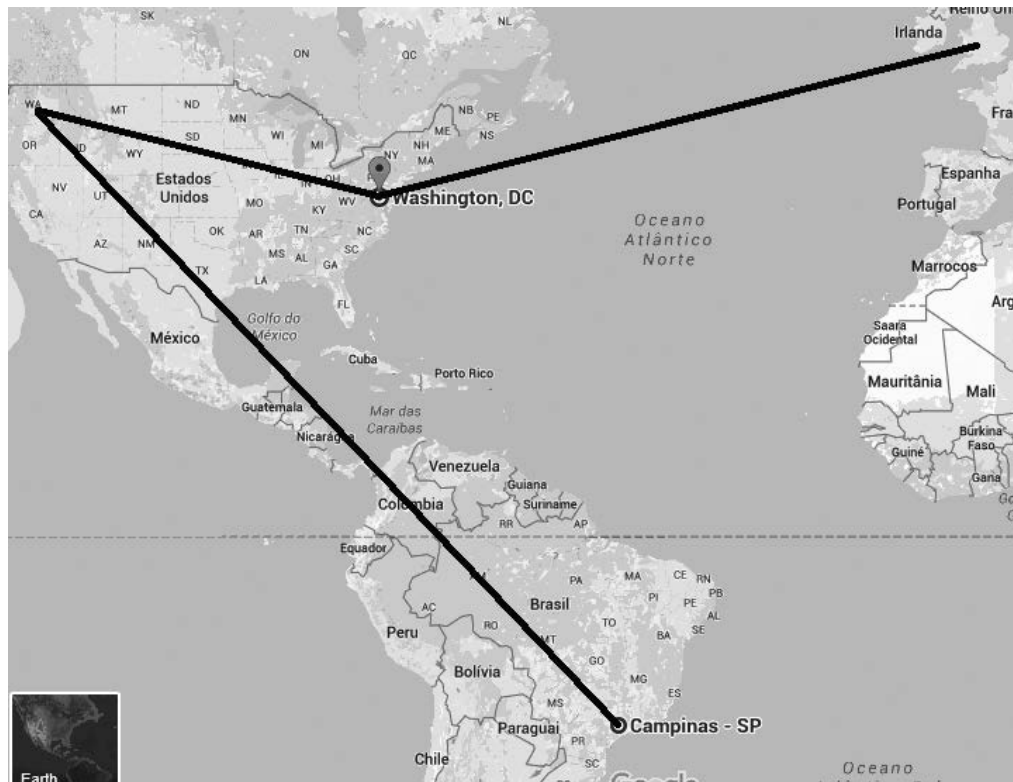 SK
NL
Reino Uni
Irlanda
ON
QC
WA
MT
ND
MN
NB
PE
Fra
OR
ID
SD
WI
ME
NS
WY
MI
NH
NY
MA
Estados
Unidos
NV
UT
IN
OH
WV
Washington, DC
Espanha
Portugal
CA
MO
KY
Oceano
Atlântico
Norte
AZ
NM
OK
AR
TN
NC
MS
AL
SC
GA
TX
LA
Marrocos
FL
Arg
Golfo do
México
Saara
Ocidental
México
Cuba
Porto Rico
Mauritânia
Mali
Guatemala
Mar das
Caraíbas
Nicarágua
Burkina
Faso
Guiné
Gana
Venezuela
Guiana
Suriname
Colômbia
RR
AP
Equador
AM
PA
MA
CE
RN
PB
PI
PE
AL
SE
AC
Brasil
TO
BA
Peru
RO
MT
GO
Bolívia
MG
ES
MS
Campinas - SP
Paraguai
PR
SC
Chile
Google
Earth
Oceano